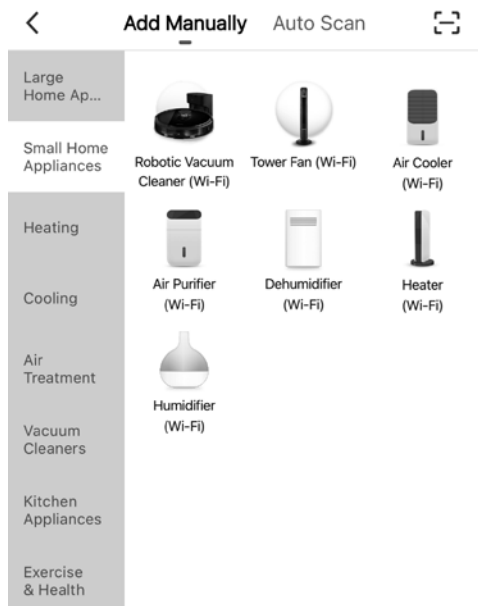 Add Manually Auto Scan
Large
Home Ap...
Small Home
Appliances
Heating
Cooling
Air
Treatment
Vacuum
Cleaners
Kitchen
Appliances
Exercise
& Health
Robotic Vacuum
Cleaner (Wi-Fi)
Tower Fan (Wi-Fi)
Air Cooler
(Wi-Fi)
Air Purifier
(Wi-Fi)
Dehumidifier
(Wi-Fi)
Heater
(Wi-Fi)
Humidifier
(Wi-Fi)